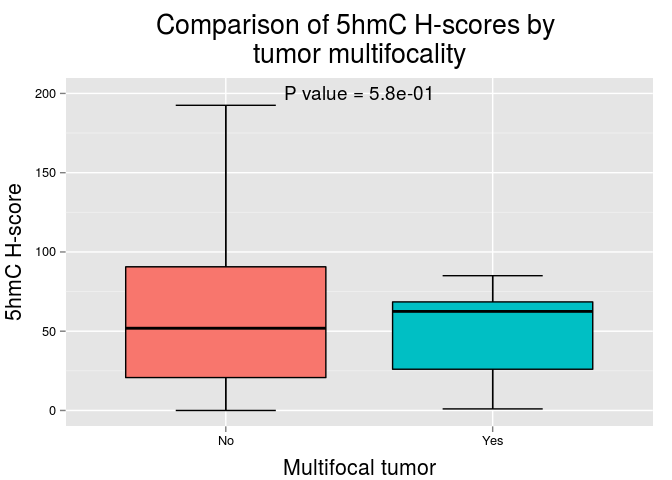 Comparison of 5hmC H-scores by
tumor multifocality
P value = 5.8e-01
200
150
100
50
0
5hmC H-score
No
Yes
Multifocal tumor